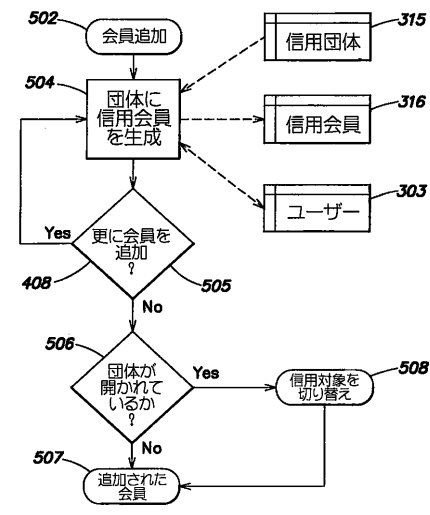 502
会員追加
315
信用団体
504
団体に
信用会員
を生成
316
信用会員
303
ユーザー
Yes
更に会員を
追加
?
408
505
No
506
団体が
開かれて
いるか
?
Yes
508
信用対象を
切り替え
No
507
追加された
会員